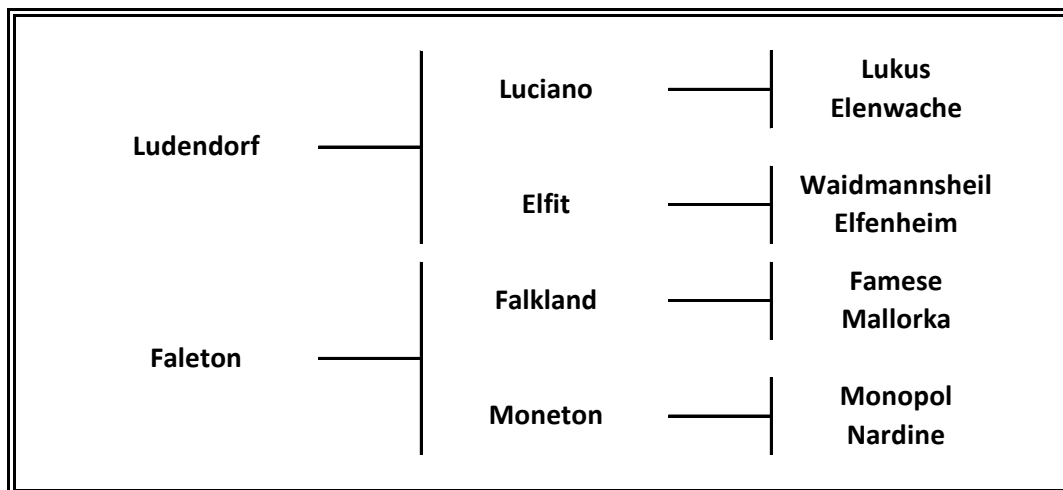 Lukus
Luciano
Elenwache
Ludendorf
Waidmannsheil
Elfit
Elfenheim
Famese
Falkland
Mallorka
Faleton
Monopol
Moneton
Nardine